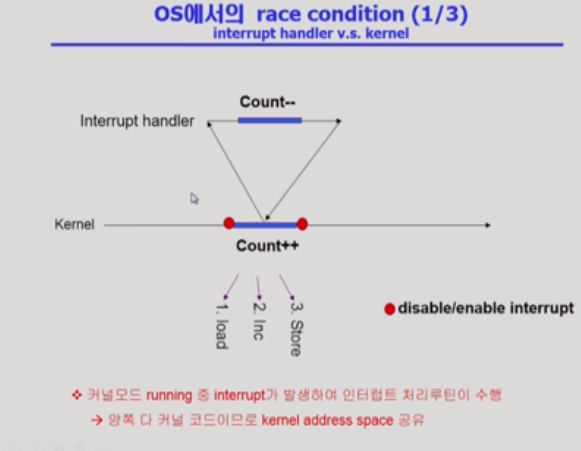 OS에서의 race condition (1/3)
interrupt handler v.s. kernel
Count--
Interrupt handler
Kernel
Count++
1. load
2. Inc
3. Store
disable/enable interrupt
❖ 커널모드 running 중 interrupt가 발생하여 인터럽트 처리루틴이 수행
→ 양쪽 다 커널 코드이므로 kernel address space 공유